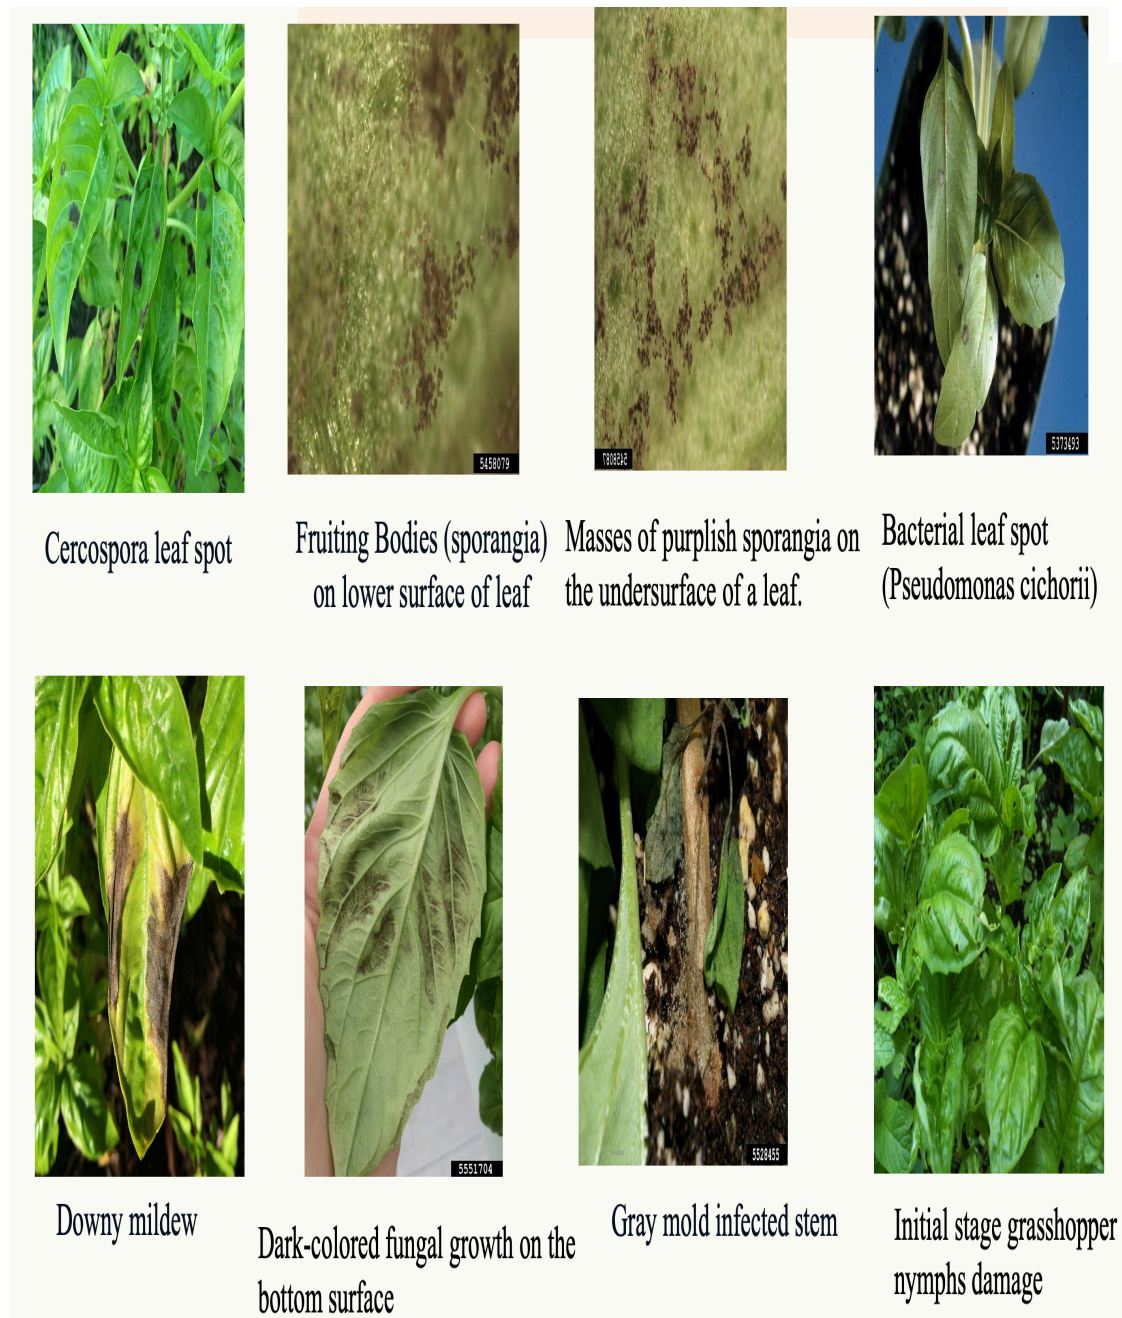 5458079
5458087
5373493
Cercospora leaf spot
Fruiting Bodies (sporangia)
on lower surface of leaf
Masses of purplish sporangia on
the undersurface of a leaf.
Bacterial leaf spot
(Pseudomonas cichorii)
5551704
5528455
Downy mildew
Dark-colored fungal growth on the
bottom surface
Gray mold infected stem
Initial stage grasshopper
nymphs damage